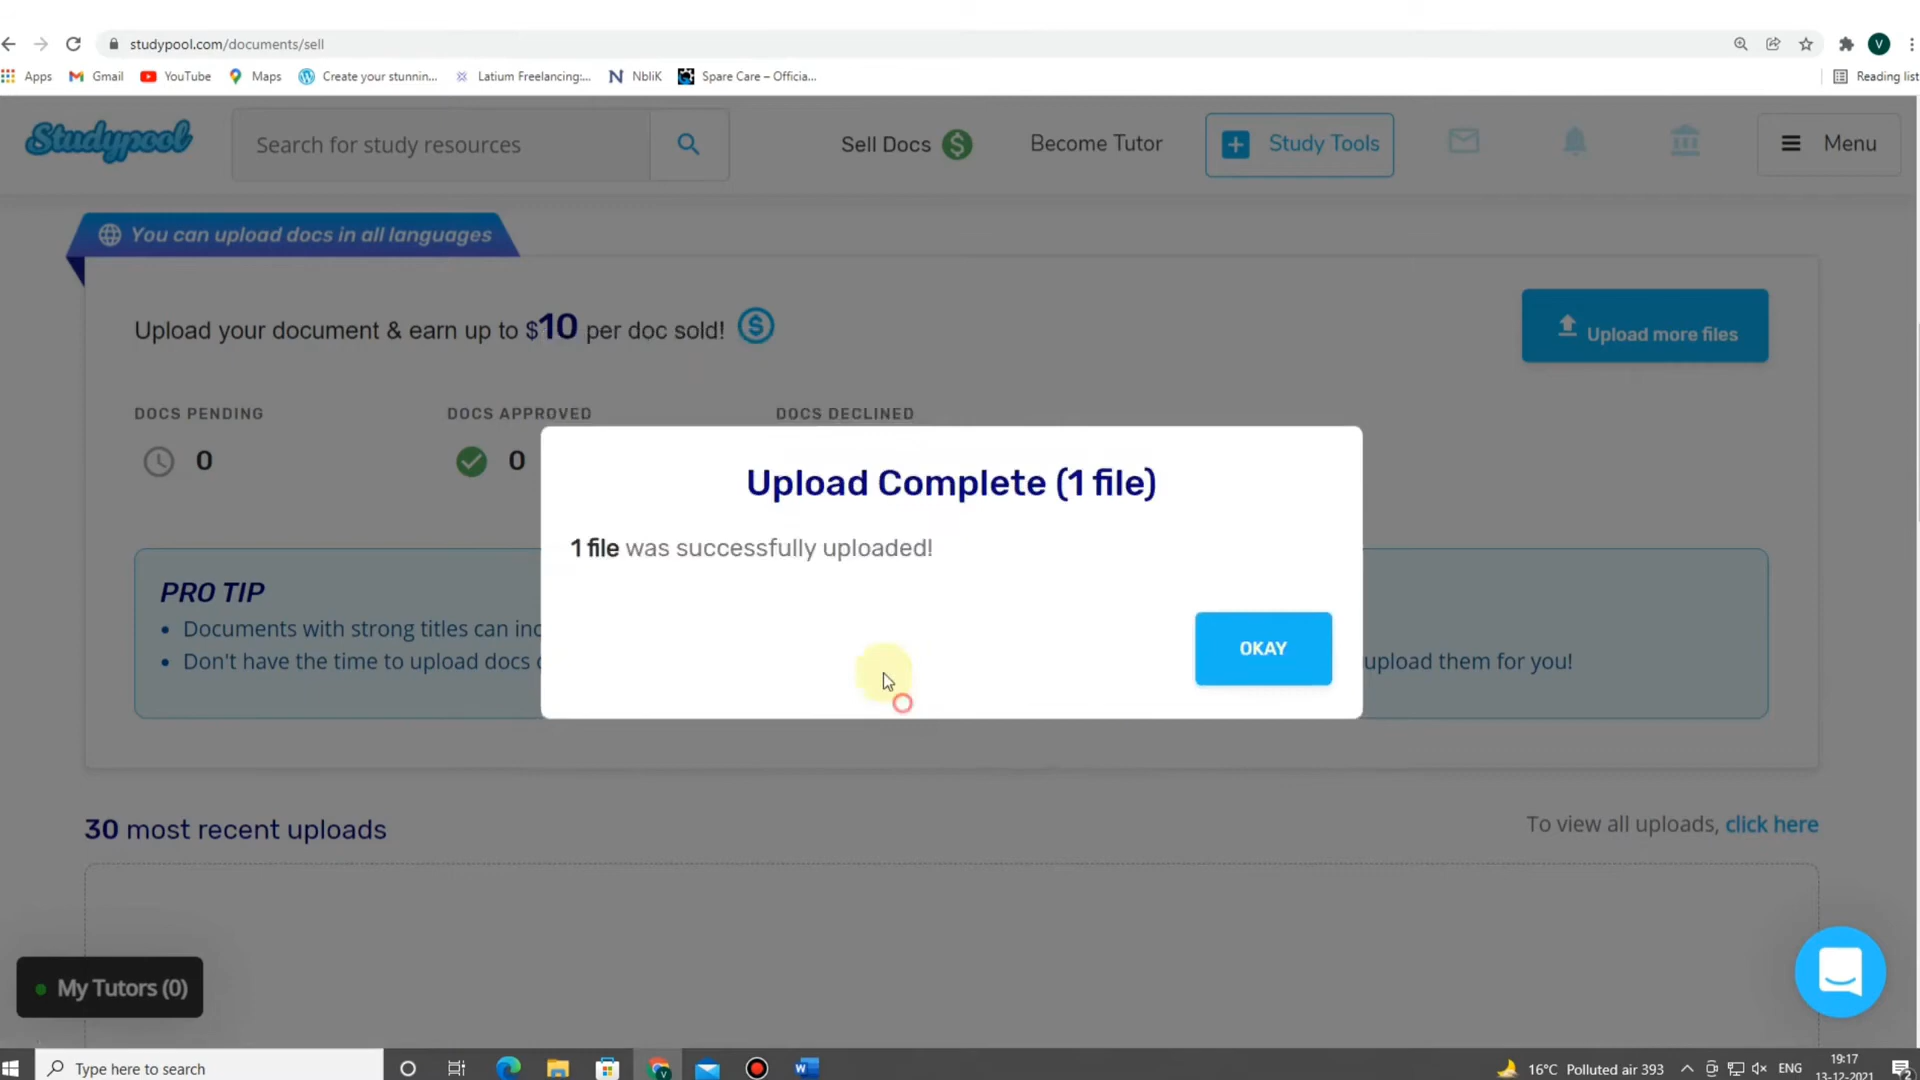 studypool.com/documents/sell
V
Apps
Gmail
YouTube
Maps
Create your stunnin...
Latium Freelancing:...
NbliK
Spare Care – Officia...
Reading list
Studypool
Search for study resources
Sell Docs $
Become Tutor
Study Tools
Menu
You can upload docs in all languages
Upload your document & earn up to $10 per doc sold!
Upload more files
DOCS PENDING
DOCS APPROVED
DOCS DECLINED
0
0
Upload Complete (1 file)
1 file was successfully uploaded!
OKAY
PRO TIP
Documents with strong titles can inc
Don't have the time to upload docs
upload them for you!
30 most recent uploads
To view all uploads, click here
My Tutors (0)
Type here to search
16°C Polluted air 393
ENG
19:17
13-12-2021
2